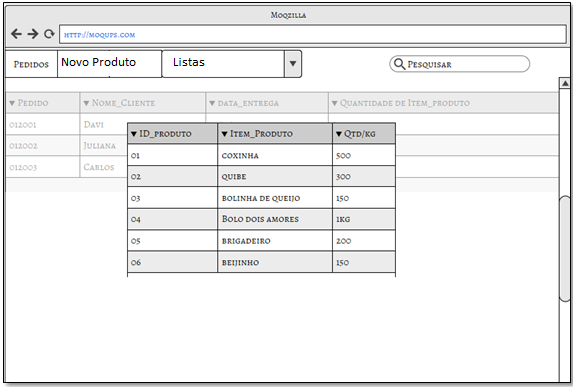 Moqzilla
http://moqups.com
Pedidos Novo Produto Listas Pesquisar
Pedido Nome_Cliente data_entrega Quantidade de Item_produto
012001 Davi
012002 Juliana
012003 Carlos
ID_produto Item_Produto Qtd/kg
01 coxinha 500
02 quibe 300
03 bolinha de queijo 150
04 Bolo dois amores 1kg
05 brigadeiro 200
06 beijinho 150